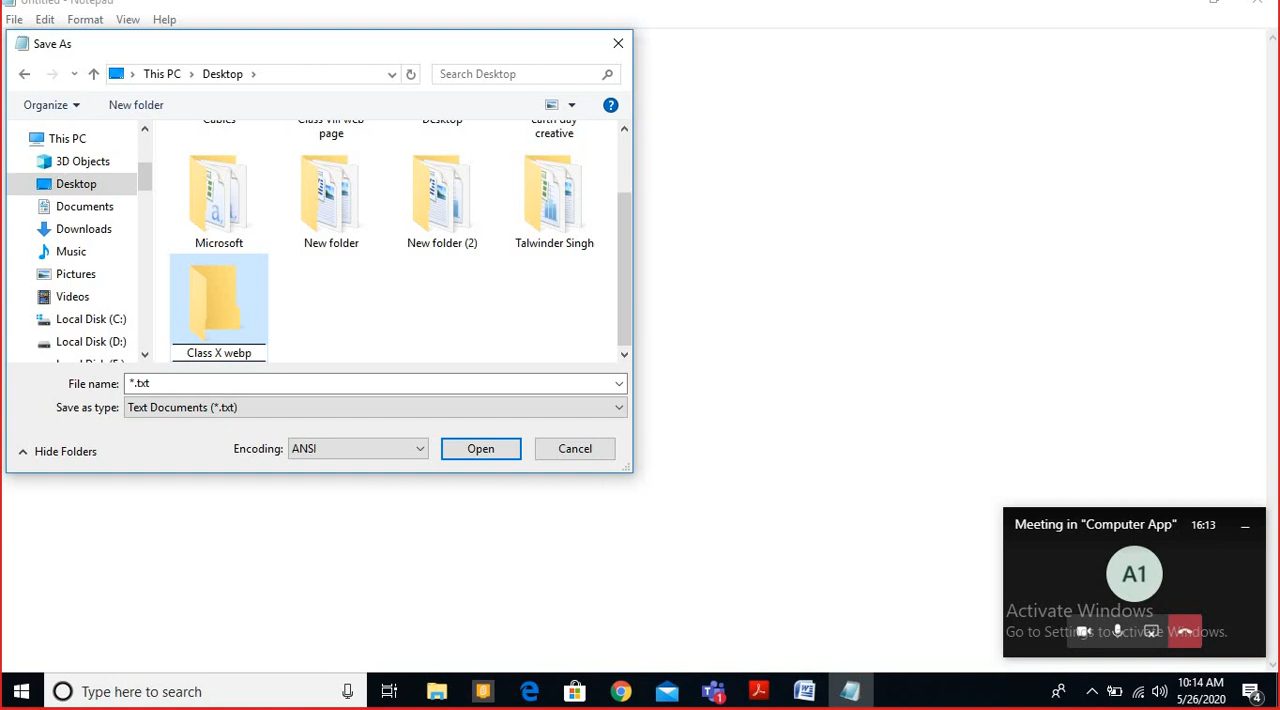 Untitled - Notepad
File Edit Format View Help
Save As
This PC Desktop
Search Desktop
Organize New folder
This PC
3D Objects
Desktop
Documents
Downloads
Music
Pictures
Videos
Local Disk (C:)
Local Disk (D:)
Cables
Class VIII web
page
Desktop
earth day
creative
Microsoft
New folder
New folder (2)
Talwinder Singh
Class X webp
File name: *.txt
Save as type: Text Documents (*.txt)
Hide Folders
Encoding: ANSI
Open
Cancel
Meeting in "Computer App" 16:13
A1
Activate Windows
Go to Settings to activate Windows.
Type here to search
1
10:14 AM
5/26/2020
4